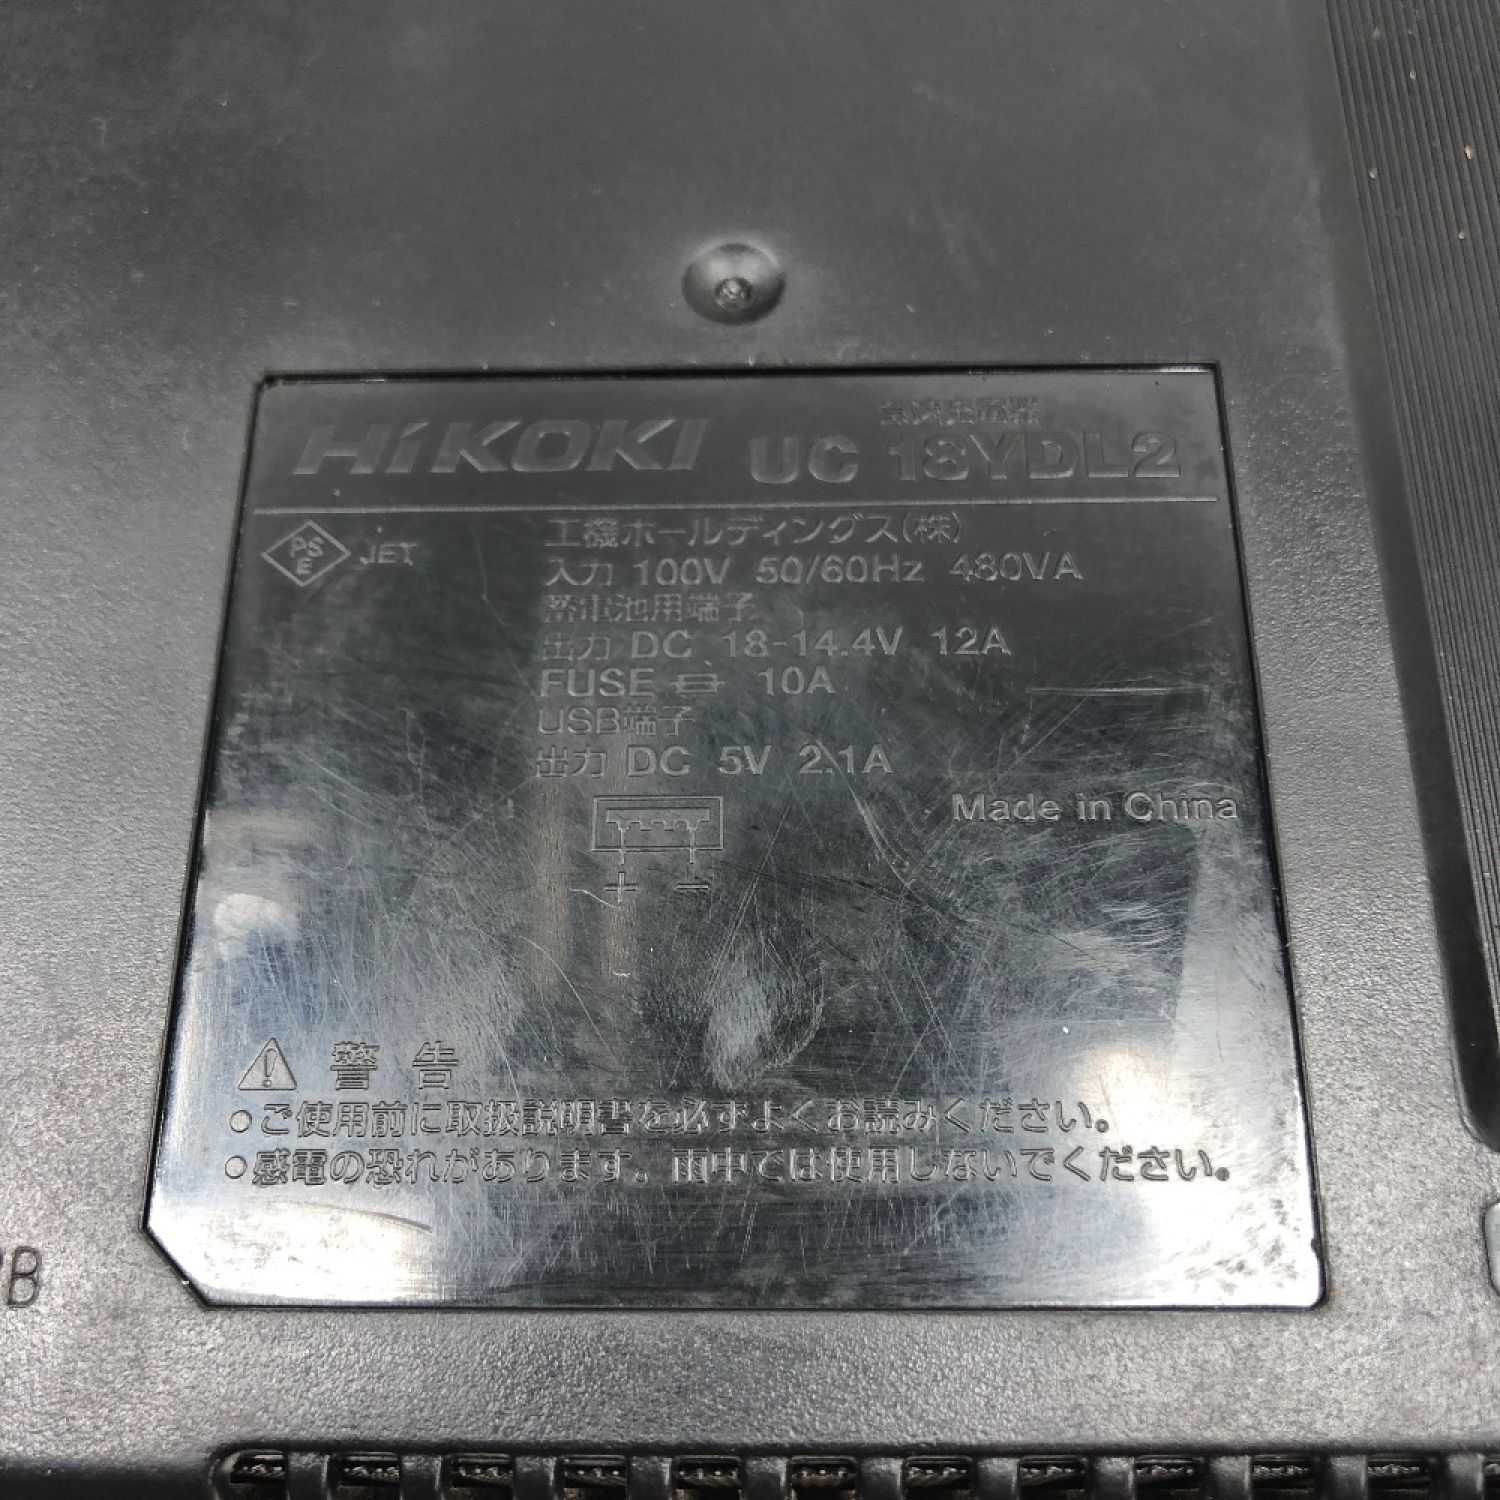 急速充電器
HiKOKI UC 18YDL2
PS
E
JET
工機ホールディングス(株)
入力 100V 50/60Hz 480VA
蓄電池用端子
出力 DC 18-14.4V 12A
FUSE 10A
USB端子
出力 DC 5V 2.1A
Made in China
+ −
警告
●ご使用前に取扱説明書を必ずよくお読みください。
●感電の恐れがあります。雨中では使用しないでください。